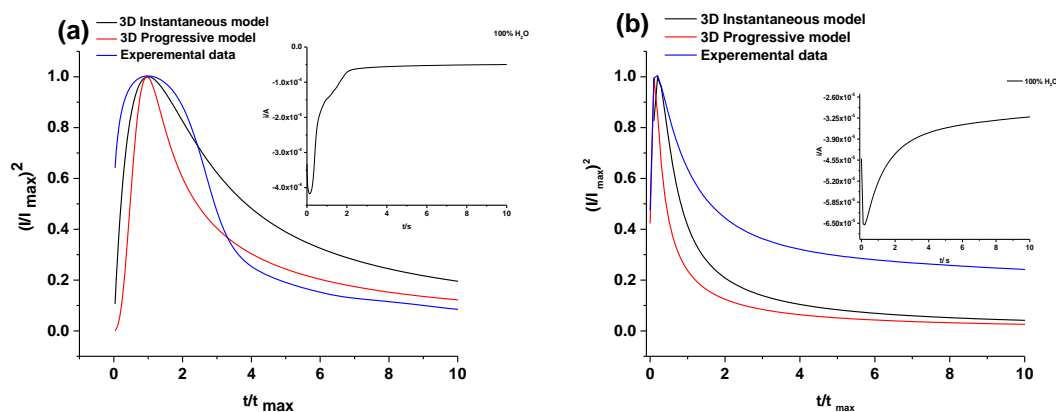 (a)
3D Instantaneous model
3D Progressive model
Experemental data
(I/I max)2
1.0
0.8
0.6
0.4
0.2
0.0
0
2
4
6
8
10
t/t max
100% H2O
0.0
-1.0x10-4
-2.0x10-4
-3.0x10-4
-4.0x10-4
i/A
0
2
4
6
8
10
t/s
(b)
3D Instantaneous model
3D Progressive model
Experemental data
(I/I max)2
1.0
0.8
0.6
0.4
0.2
0.0
0
2
4
6
8
10
t/t max
100% H2O
-2.60x10-5
-3.25x10-5
-3.90x10-5
-4.55x10-5
-5.20x10-5
-5.85x10-5
-6.50x10-5
i/A
0
2
4
6
8
10
t/ s